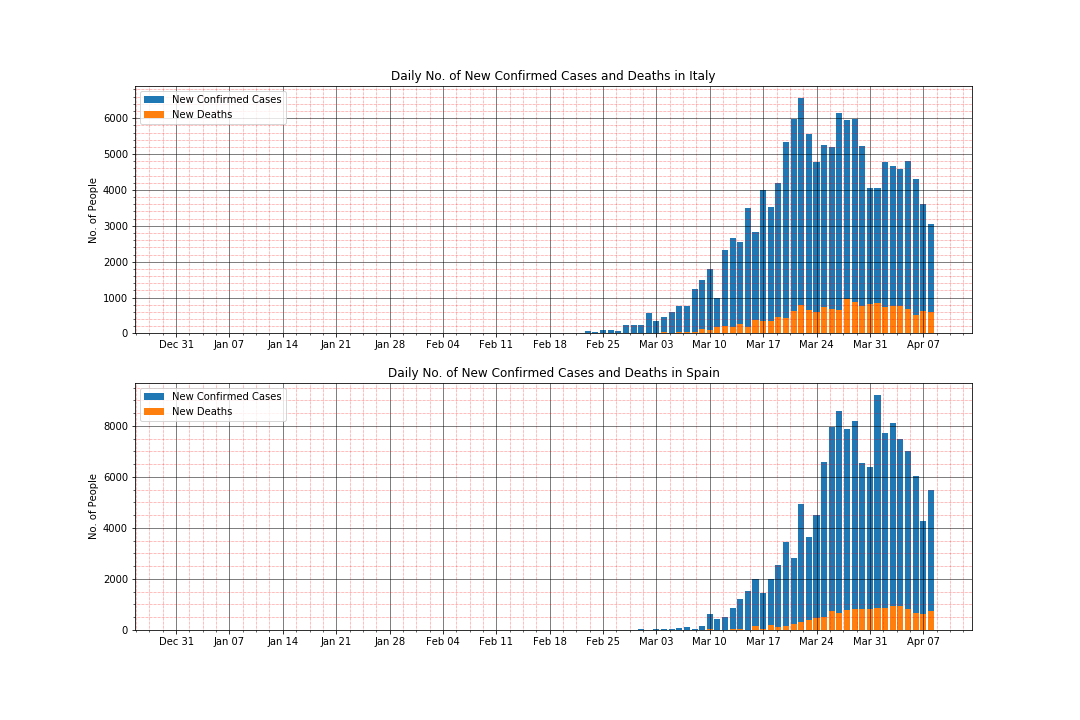 Daily No. of New Confirmed Cases and Deaths in Italy
New Confirmed Cases
New Deaths
No. of People
6000
5000
4000
3000
2000
1000
0
Dec 31 Jan 07 Jan 14 Jan 21 Jan 28 Feb 04 Feb 11 Feb 18 Feb 25 Mar 03 Mar 10 Mar 17 Mar 24 Mar 31 Apr 07
Daily No. of New Confirmed Cases and Deaths in Spain
New Confirmed Cases
New Deaths
No. of People
8000
6000
4000
2000
0
Dec 31 Jan 07 Jan 14 Jan 21 Jan 28 Feb 04 Feb 11 Feb 18 Feb 25 Mar 03 Mar 10 Mar 17 Mar 24 Mar 31 Apr 07